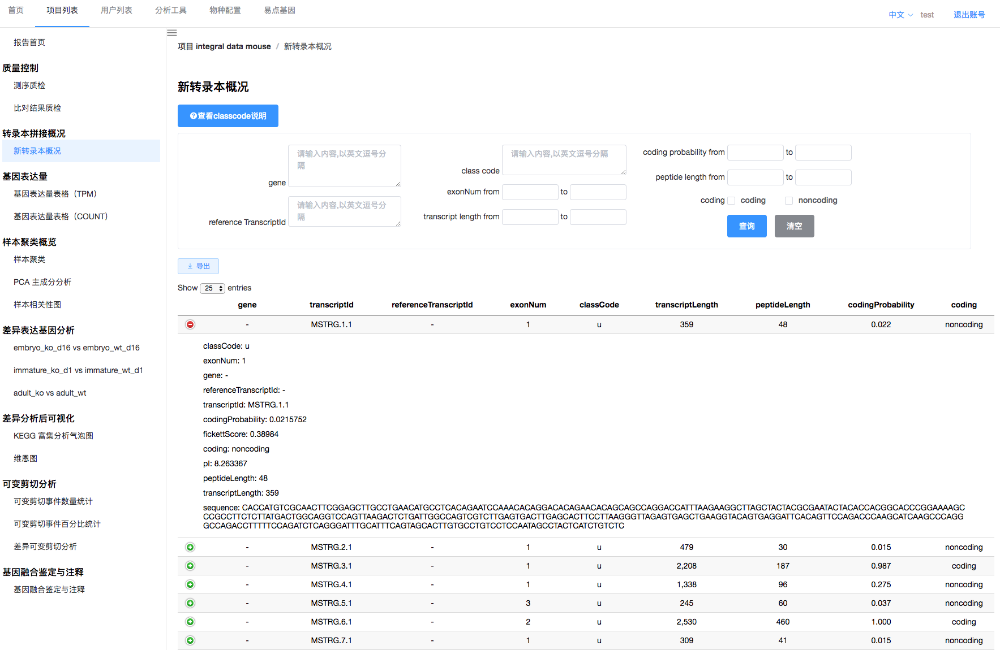 首页 项目列表 用户列表 分析工具 物种配置 易点基因 中文 test 退出账号
报告首页
质量控制
测序质检
比对结果质检
转录本拼接概况
新转录本概况
基因表达量
基因表达量表格（TPM）
基因表达量表格（COUNT）
样本聚类概览
样本聚类
PCA 主成分分析
样本相关性图
差异表达基因分析
embryo_ko_d16 vs embryo_wt_d16
immature_ko_d1 vs immature_wt_d1
adult_ko vs adult_wt
差异分析后可视化
KEGG 富集分析气泡图
维恩图
可变剪切分析
可变剪切事件数量统计
可变剪切事件百分比统计
差异可变剪切分析
基因融合鉴定与注释
基因融合鉴定与注释
项目 integral data mouse / 新转录本概况
新转录本概况
查看classcode说明
gene 请输入内容,以英文逗号分
隔
reference TranscriptId 请输入内容,以英文逗号分
隔
class code 请输入内容,以英文逗号分隔
exonNum from to
transcript length from to
coding probability from to
peptide length from to
coding coding noncoding
查询 清空
导出
Show 25 entries
gene transcriptId referenceTranscriptId exonNum classCode transcriptLength peptideLength codingProbability coding
- MSTRG.1.1 - 1 u 359 48 0.022 noncoding
classCode: u
exonNum: 1
gene: -
referenceTranscriptId: -
transcriptId: MSTRG.1.1
codingProbability: 0.0215752
fickettScore: 0.38984
coding: noncoding
pI: 8.263367
peptideLength: 48
transcriptLength: 359
sequence: CACCATGTCGCAACTTCGGAGCTTGCCTGAACATGCCTCACAGAATCCAAACACAGGACACAGAACACAGCAGCCAGGACCATTTAAGAAGGCTTAGCTACTACGCGAATACTACACCACGGCACCCGGAAAAGC
CCGCCTTCTCTTATGACTGGCAGGTCCAGTTAAGACTCTGATTGGCCAGTCGTCTTGAGTGACTTGAGCACTTCCTTAAGGGTTAGAGTGAGCTGAAGGTACAGTGAGGATTCACAGTTCCAGACCCAAGCATCAAGCCCAGG
GCCAGACCTTTTTCCAGATCTCAGGGATTTGCATTTCAGTAGCACTTGTGCCTGTCCTCCAATAGCCTACTCATCTGTCTC
- MSTRG.2.1 - 1 u 479 30 0.015 noncoding
- MSTRG.3.1 - 1 u 2,208 187 0.987 coding
- MSTRG.4.1 - 1 u 1,338 96 0.275 noncoding
- MSTRG.5.1 - 3 u 245 60 0.037 noncoding
- MSTRG.6.1 - 2 u 2,530 460 1.000 coding
- MSTRG.7.1 - 1 u 309 41 0.015 noncoding